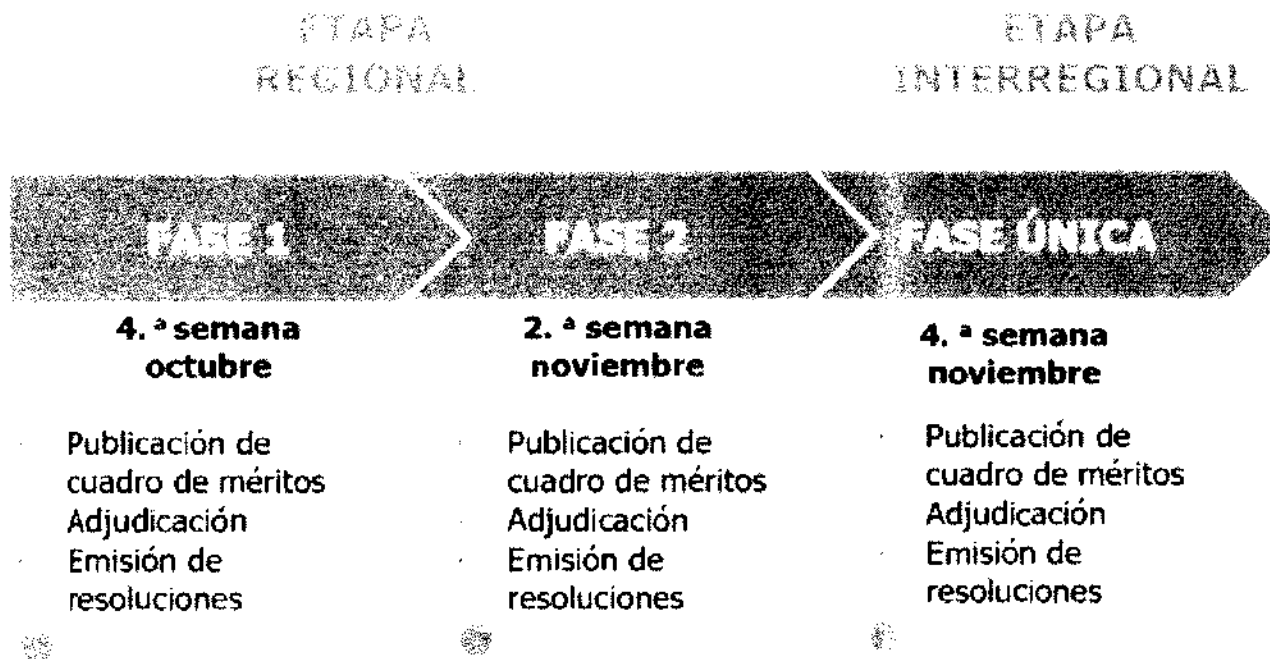 ETAPA
REGIONAL
ETAPA
INTERREGIONAL
FASE 1
FASE 2
FASE ÚNICA
4. ª semana
octubre
2. ª semana
noviembre
4. ª semana
noviembre
Publicación de
cuadro de méritos
Adjudicación
Emisión de
resoluciones
Publicación de
cuadro de méritos
Adjudicación
Emisión de
resoluciones
Publicación de
cuadro de méritos
Adjudicación
Emisión de
resoluciones